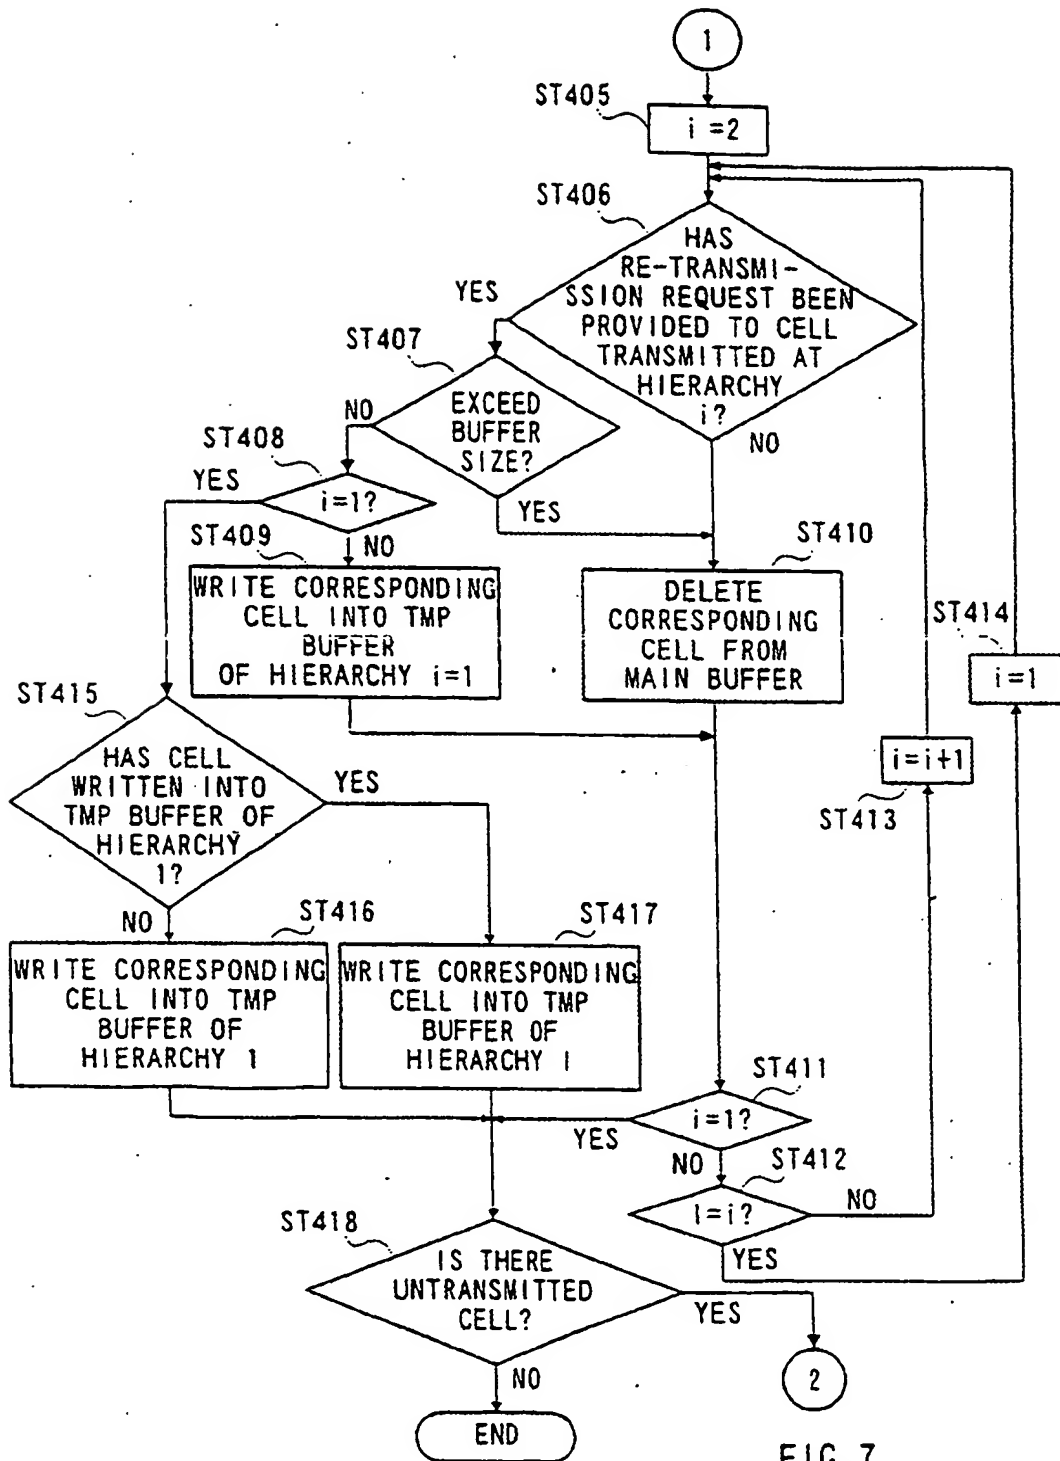 1
ST405
i =2
ST406
HAS
RE-TRANSMI-
SSION REQUEST BEEN
PROVIDED TO CELL
TRANSMITTED AT
HIERARCHY
i?
YES
NO
ST407
EXCEED
BUFFER
SIZE?
NO
YES
ST408
i=1?
YES
NO
ST409
WRITE CORRESPONDING
CELL INTO TMP
BUFFER
OF HIERARCHY i=1
ST410
DELETE
CORRESPONDING
CELL FROM
MAIN BUFFER
ST414
i=1
i=i+1
ST413
ST415
HAS CELL
WRITTEN INTO
TMP BUFFER OF
HIERARCHY
1?
YES
NO
ST416
WRITE CORRESPONDING
CELL INTO TMP
BUFFER OF
HIERARCHY 1
ST417
WRITE CORRESPONDING
CELL INTO TMP
BUFFER OF
HIERARCHY I
ST411
i=1?
YES
NO
ST412
I=i?
NO
YES
ST418
IS THERE
UNTRANSMITTED
CELL?
YES
NO
2
END
FIG. 7